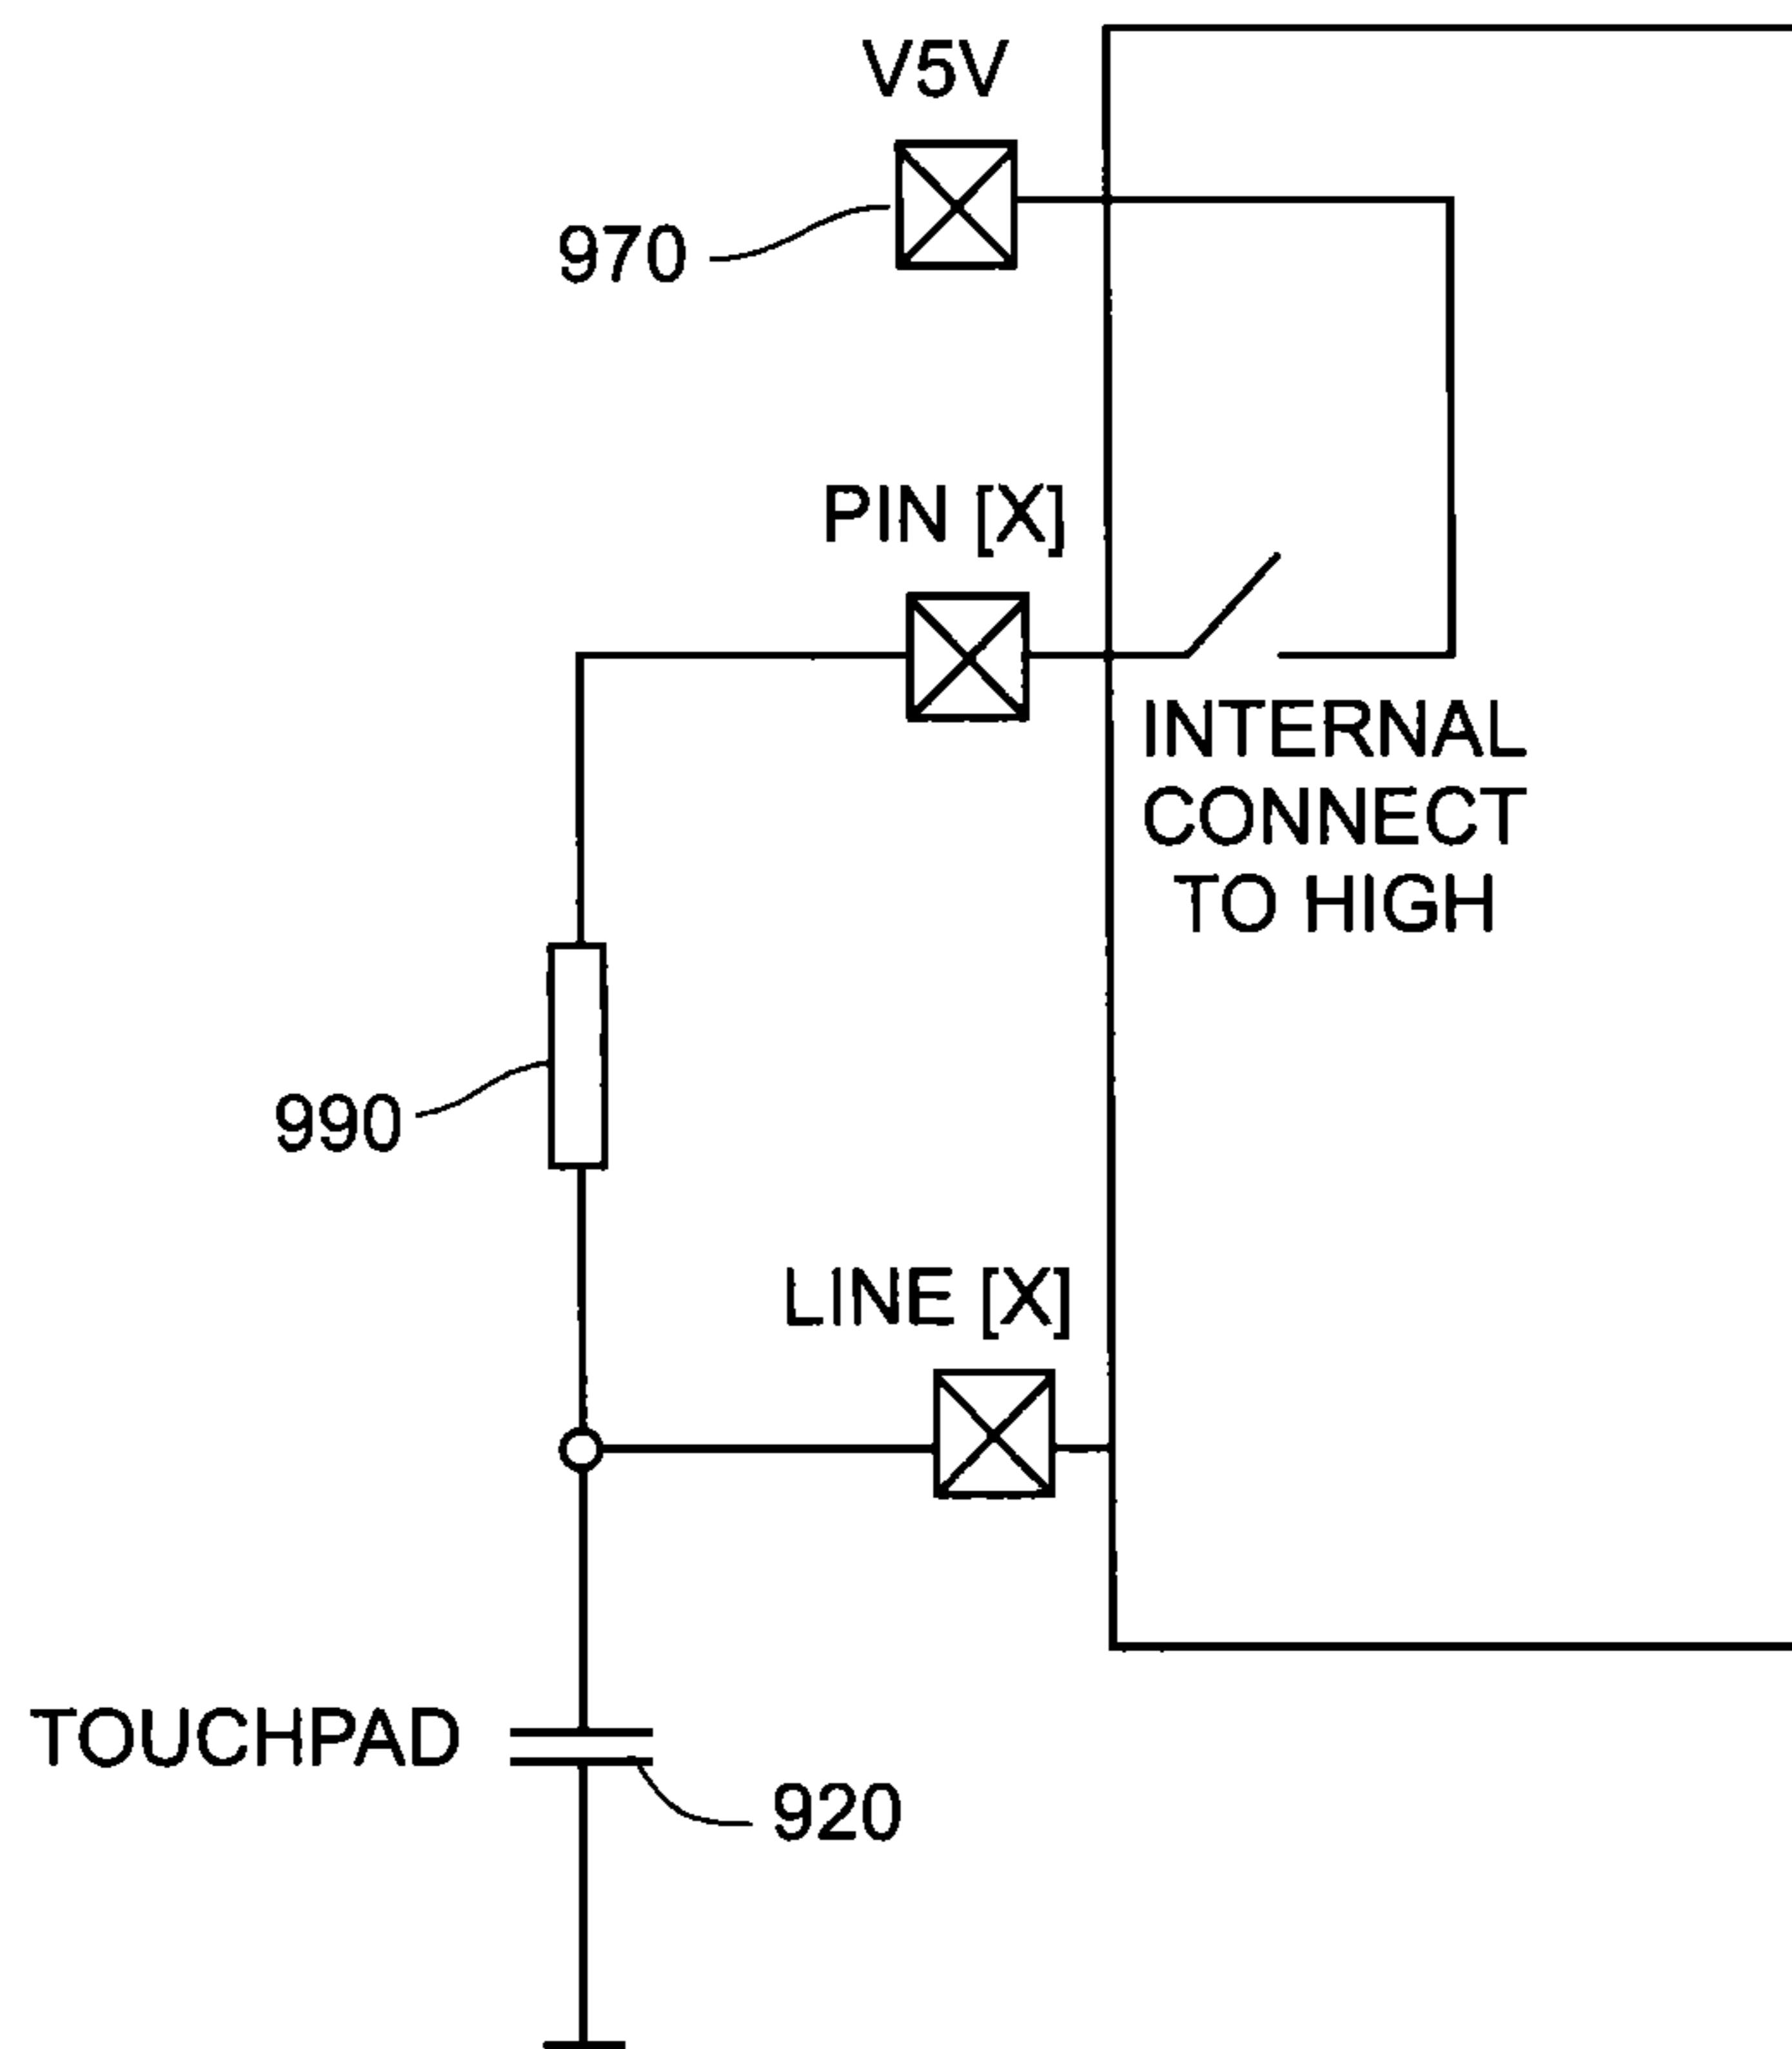 V5V
970
PIN [X]
INTERNAL
CONNECT
TO HIGH
990
LINE [X]
TOUCHPAD
920